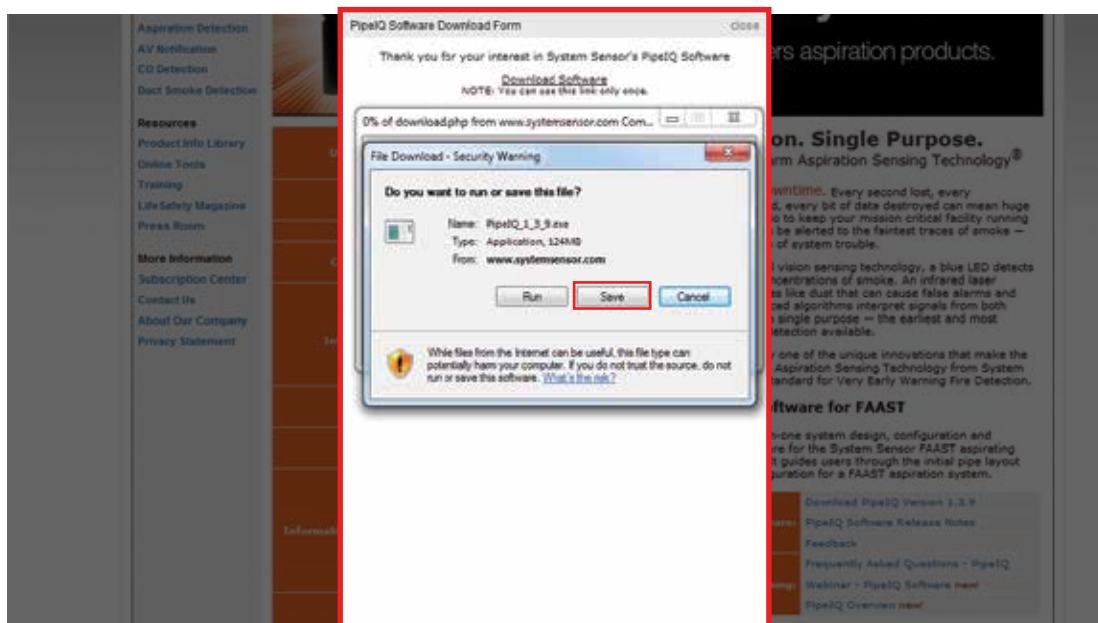 Aspiration Detection
AV Notification
CO Detection
Duct Smoke Detection
Resources
Product Info Library
Online Tools
Training
Life Safety Magazine
Press Room
More Information
Subscription Center
Contact Us
About Our Company
Privacy Statement
PipeIQ Software Download Form
close
Thank you for your interest in System Sensor's PipeIQ Software
Download Software
NOTE: You can use this link only once.
0% of download.php from www.systemsensor.com Com...
File Download - Security Warning
Do you want to run or save this file?
Name: PipeIQ_1_3_9.exe
Type: Application, 124MB
From: www.systemsensor.com
Run
Save
Cancel
While files from the Internet can be useful, this file type can
potentially harm your computer. If you do not trust the source, do not
run or save this software. What's the risk?
ers aspiration products.
on. Single Purpose.
rm Aspiration Sensing Technology®
wntime. Every second lost, every
d, every bit of data destroyed can mean huge
o to keep your mission critical facility running
be alerted to the faintest traces of smoke —
of system trouble.
l vision sensing technology, a blue LED detects
ncentrations of smoke. An infrared laser
es like dust that can cause false alarms and
ced algorithms interpret signals from both
single purpose — the earliest and most
detection available.
y one of the unique innovations that make the
Aspiration Sensing Technology from System
tandard for Very Early Warning Fire Detection.
ftware for FAAST
n-one system design, configuration and
re for the System Sensor FAAST aspirating
It guides users through the initial pipe layout
guration for a FAAST aspiration system.
Download PipeIQ Version 1.3.9
PipeIQ Software Release Notes
Feedback
Frequently Asked Questions - PipeIQ
Webinar - PipeIQ Software new!
PipeIQ Overview new!
Informat